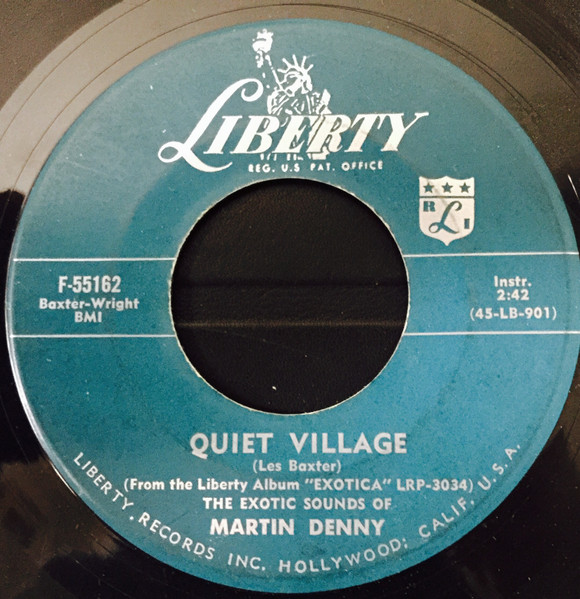 LIBERTY
REG. U.S. PAT. OFFICE
R L I
F-55162
Baxter-Wright
BMI
Instr.
2:42
(45-LB-901)
QUIET VILLAGE
(Les Baxter)
(From the Liberty Album "EXOTICA" LRP-3034)
THE EXOTIC SOUNDS OF
MARTIN DENNY
LIBERTY RECORDS INC. HOLLYWOOD, CALIF. U.S.A.